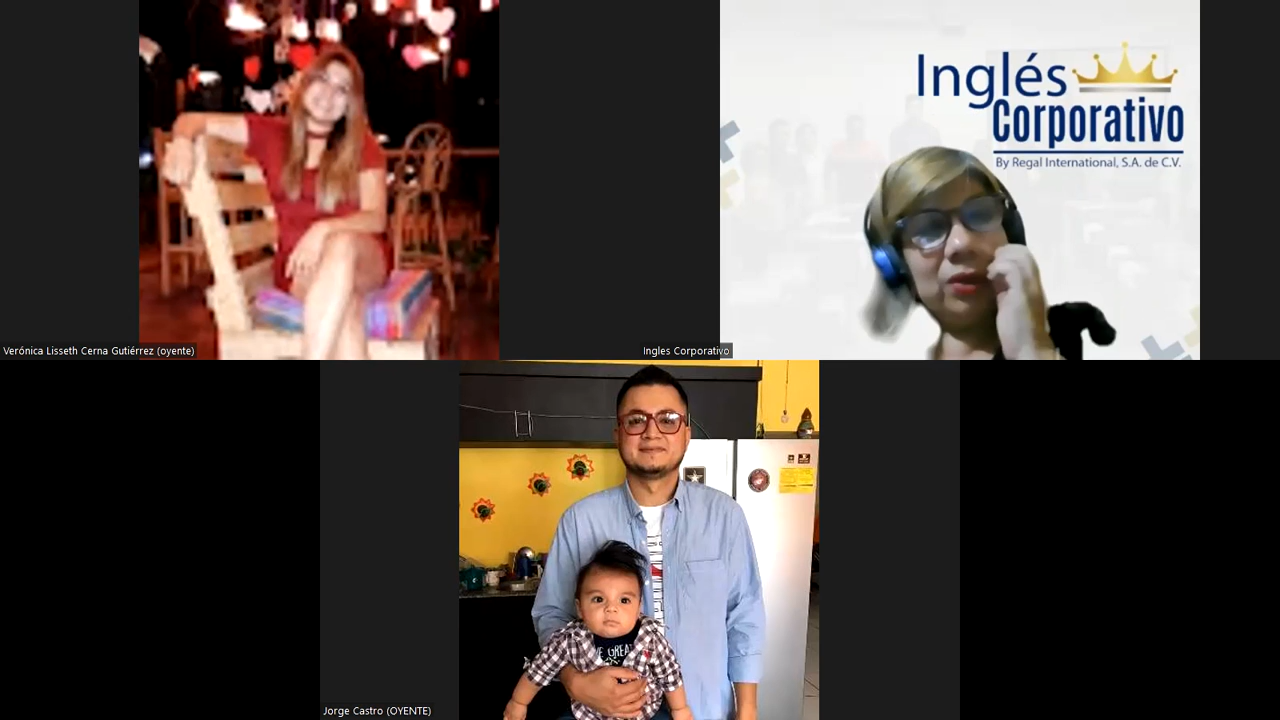 Inglés
Corporativo
By Regal International, S.A. de C.V.
Verónica Lisseth Cerna Gutiérrez (oyente)
Ingles Corporativo
Jorge Castro (OYENTE)